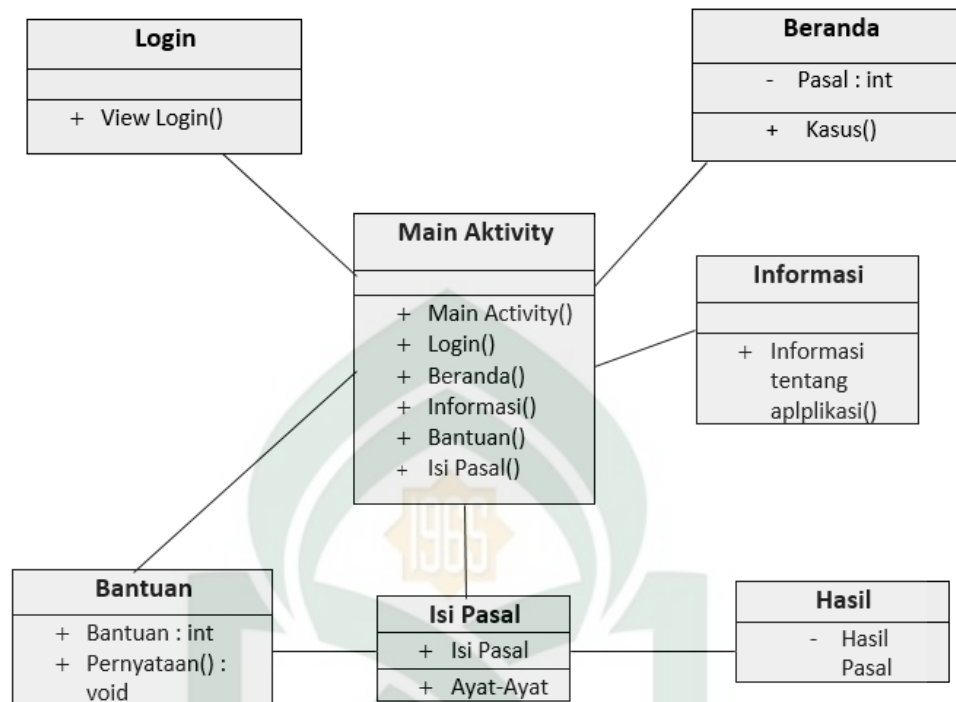 Login
+ View Login()
Beranda
- Pasal : int
+ Kasus()
Main Aktivity
+ Main Activity()
+ Login()
+ Beranda()
+ Informasi()
+ Bantuan()
+ Isi Pasal()
Informasi
+ Informasi
tentang
aplplikasi()
Bantuan
+ Bantuan : int
+ Pernyataan() :
void
Isi Pasal
+ Isi Pasal
+ Ayat-Ayat
Hasil
- Hasil
Pasal
1965